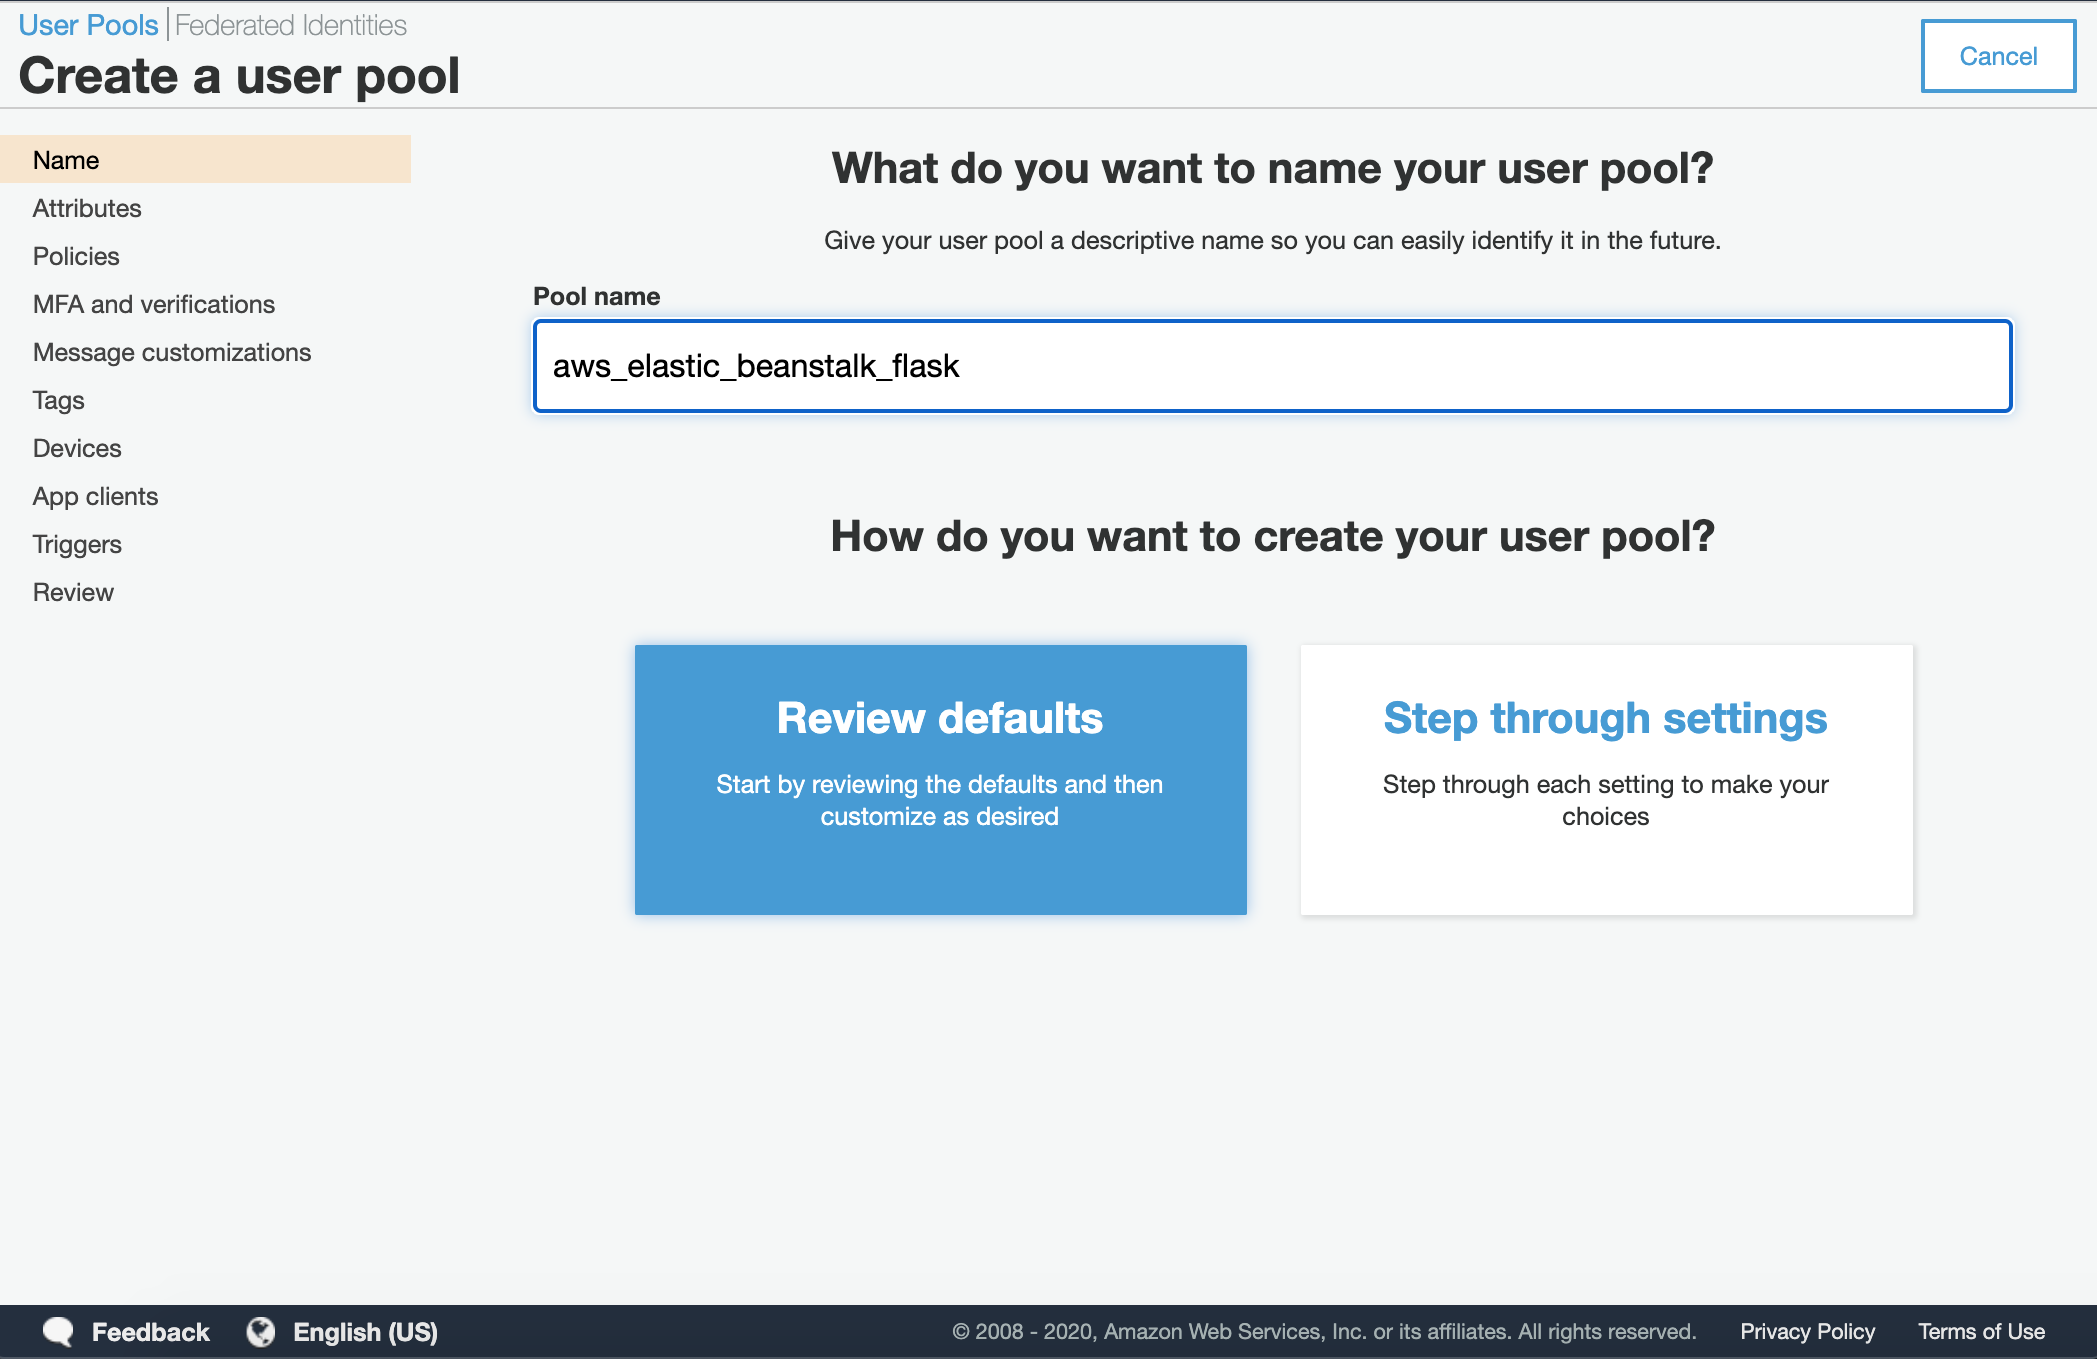 User Pools | Federated Identities
Create a user pool
Cancel
Name
Attributes
Policies
MFA and verifications
Message customizations
Tags
Devices
App clients
Triggers
Review
What do you want to name your user pool?
Give your user pool a descriptive name so you can easily identify it in the future.
Pool name
aws_elastic_beanstalk_flask
How do you want to create your user pool?
Review defaults
Start by reviewing the defaults and then
customize as desired
Step through settings
Step through each setting to make your
choices
Feedback English (US) © 2008 - 2020, Amazon Web Services, Inc. or its affiliates. All rights reserved. Privacy Policy Terms of Use